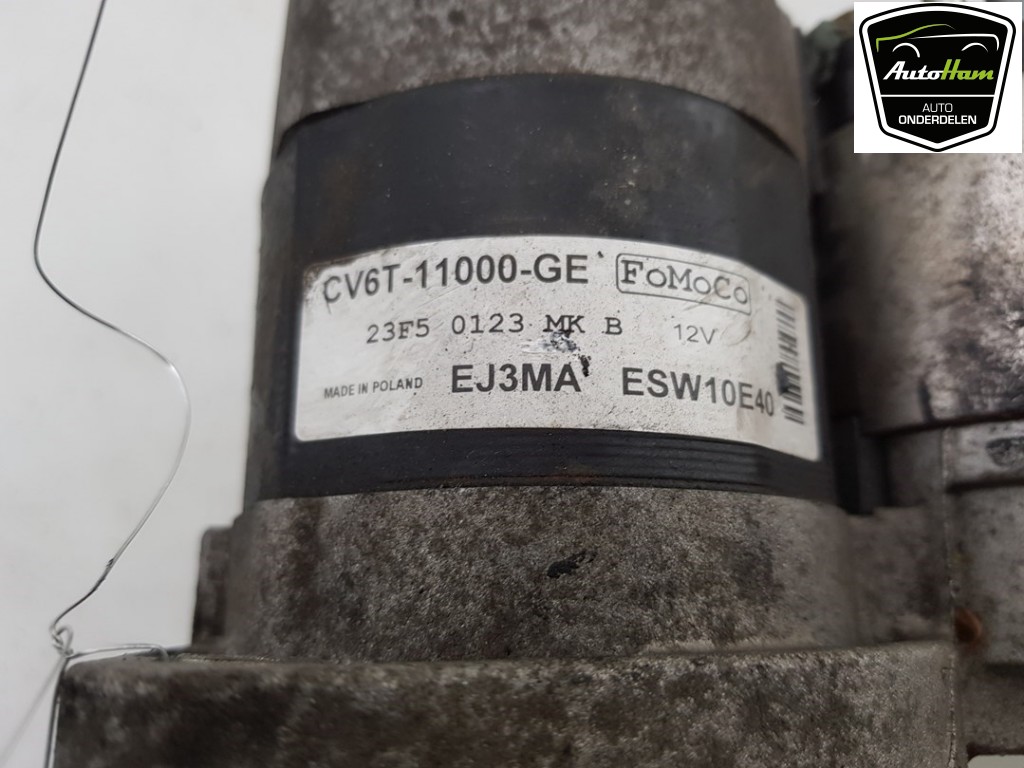 AutoHam
AUTO
ONDERDELEN
CV6T-11000-GE FoMoCo
23F5 0123 MK B 12V
MADE IN POLAND EJ3MA ESW10E40